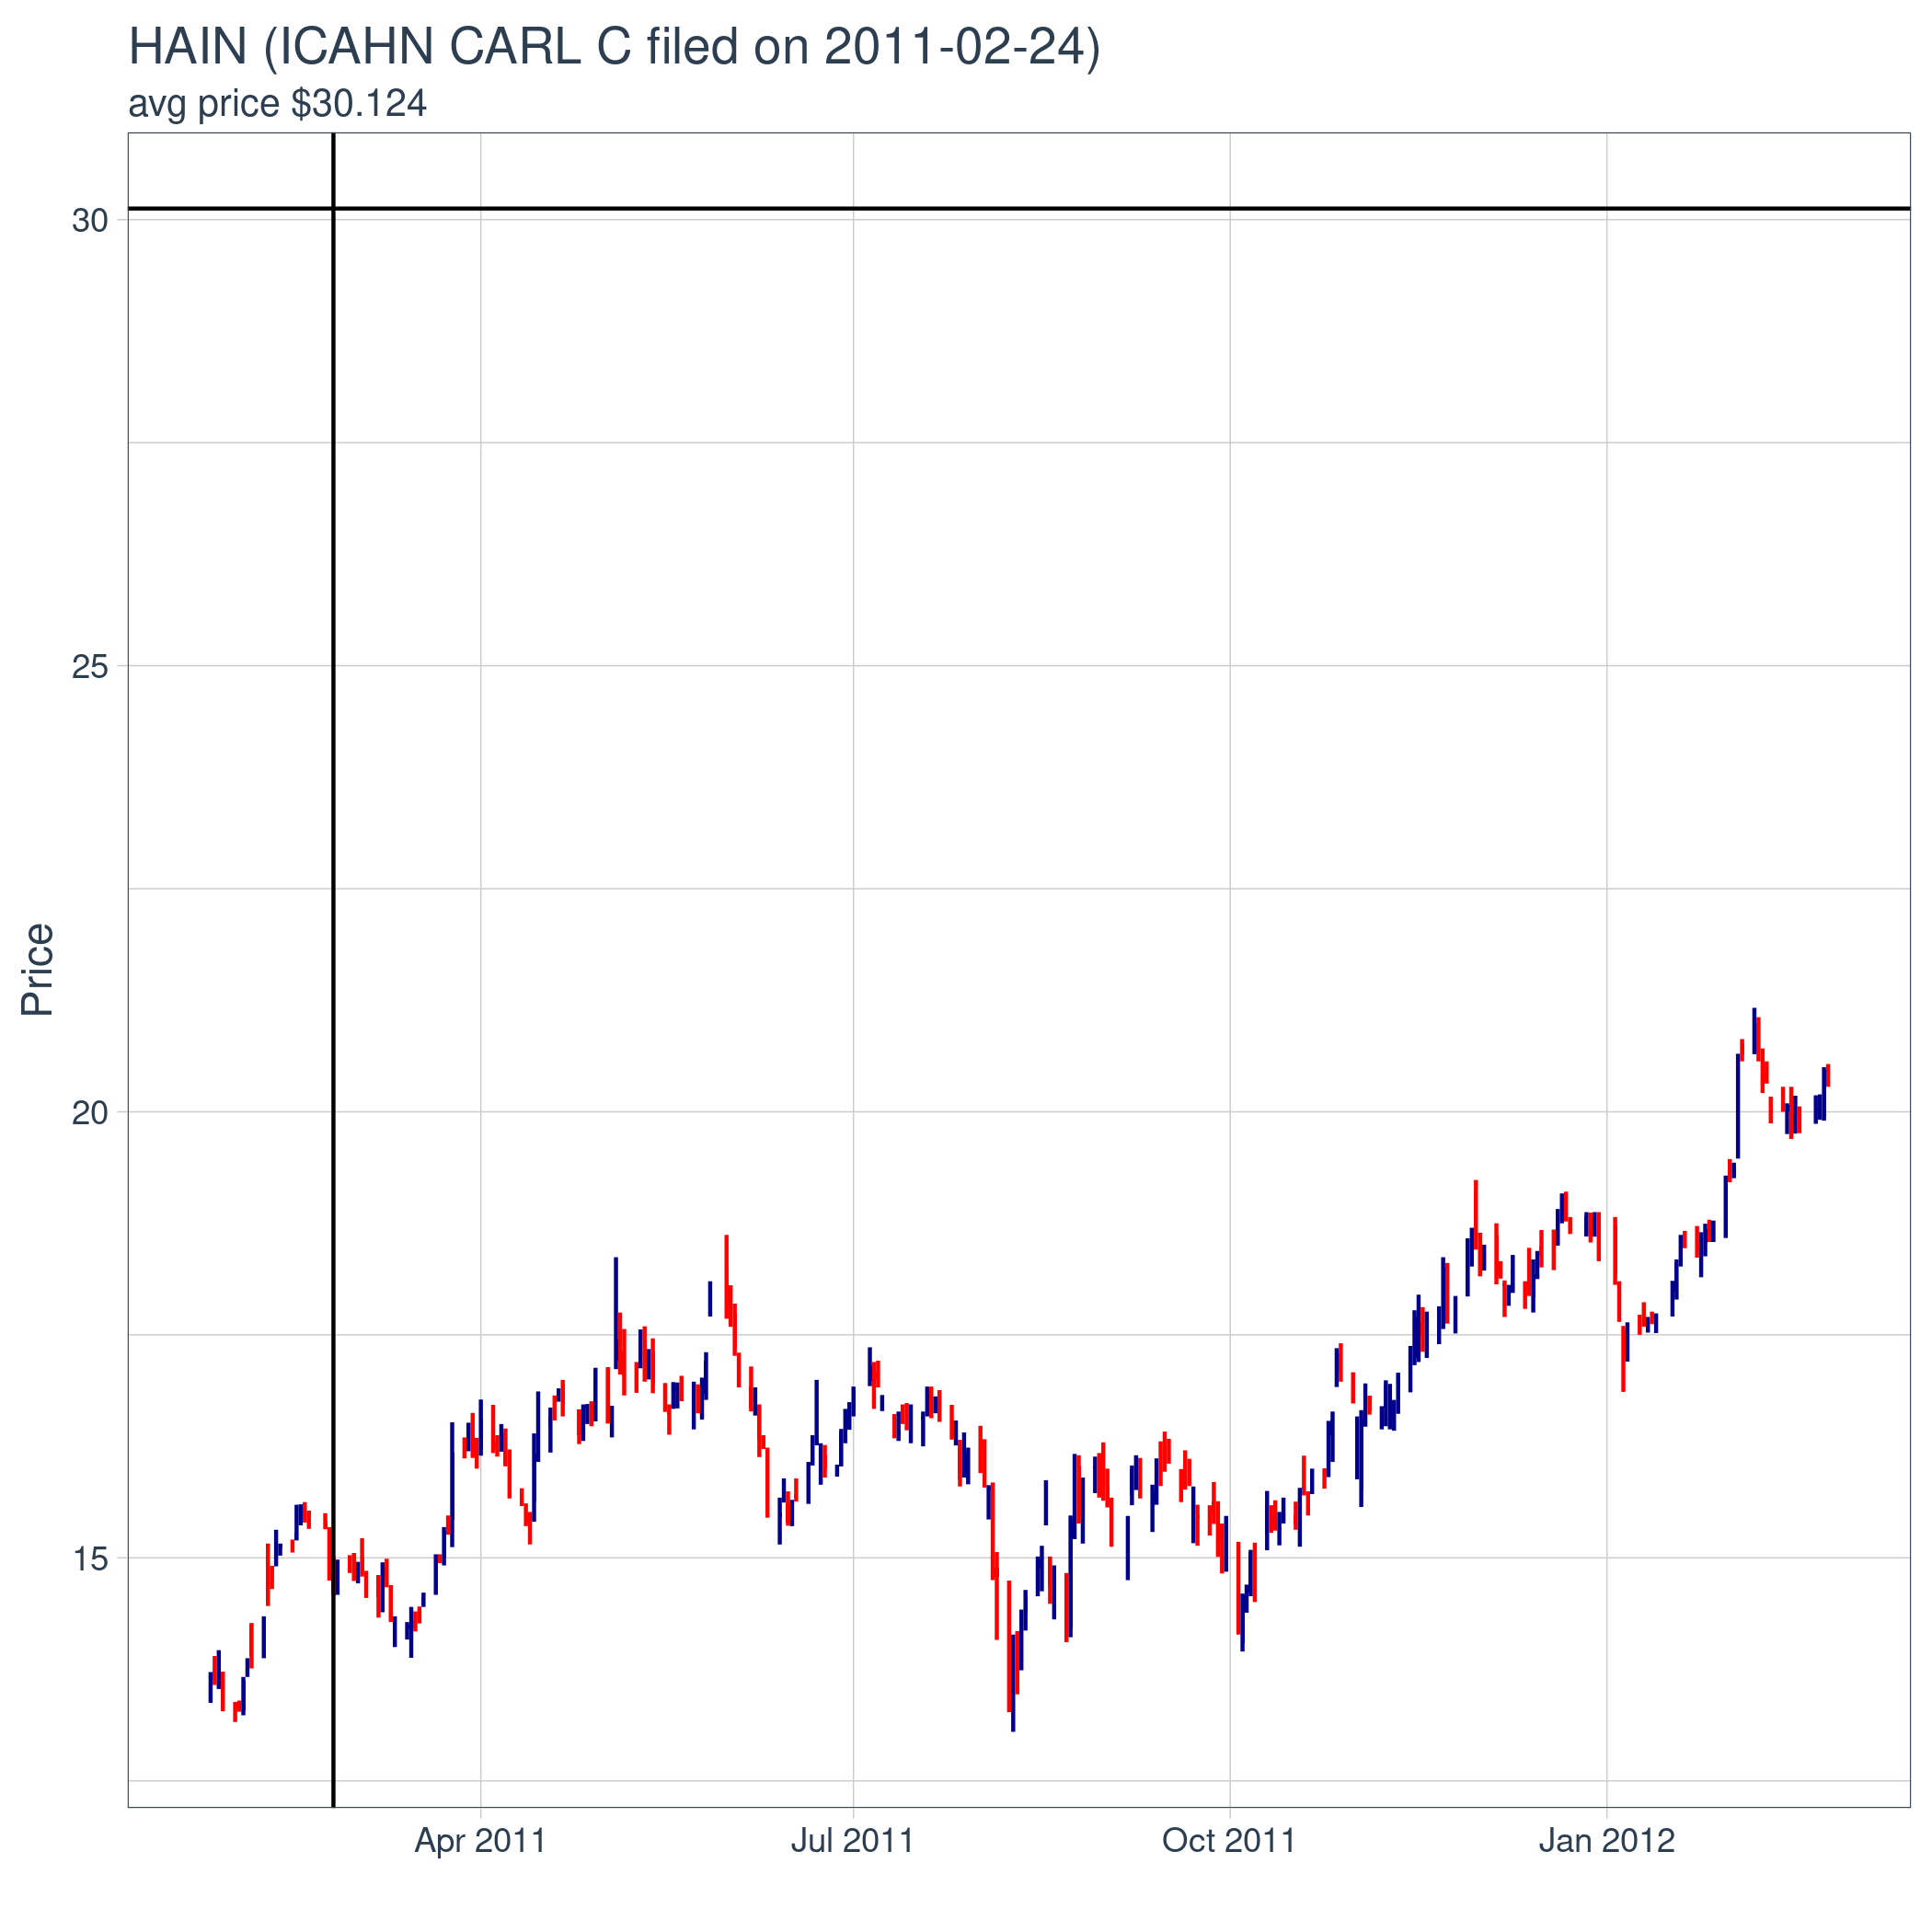 HAIN (ICAHN CARL C filed on 2011-02-24)
avg price $30.124
Price
30
25
20
15
Apr 2011
Jul 2011
Oct 2011
Jan 2012